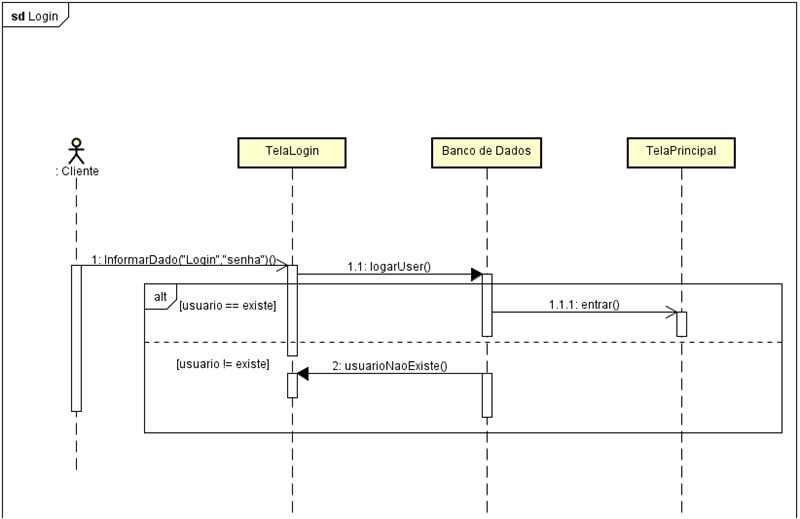 sd Login
TelaLogin
Banco de Dados
TelaPrincipal
: Cliente
1: InformarDado("Login","senha")()
1.1: logarUser()
alt
[usuario == existe]
1.1.1: entrar()
[usuario != existe]
2: usuarioNaoExiste()